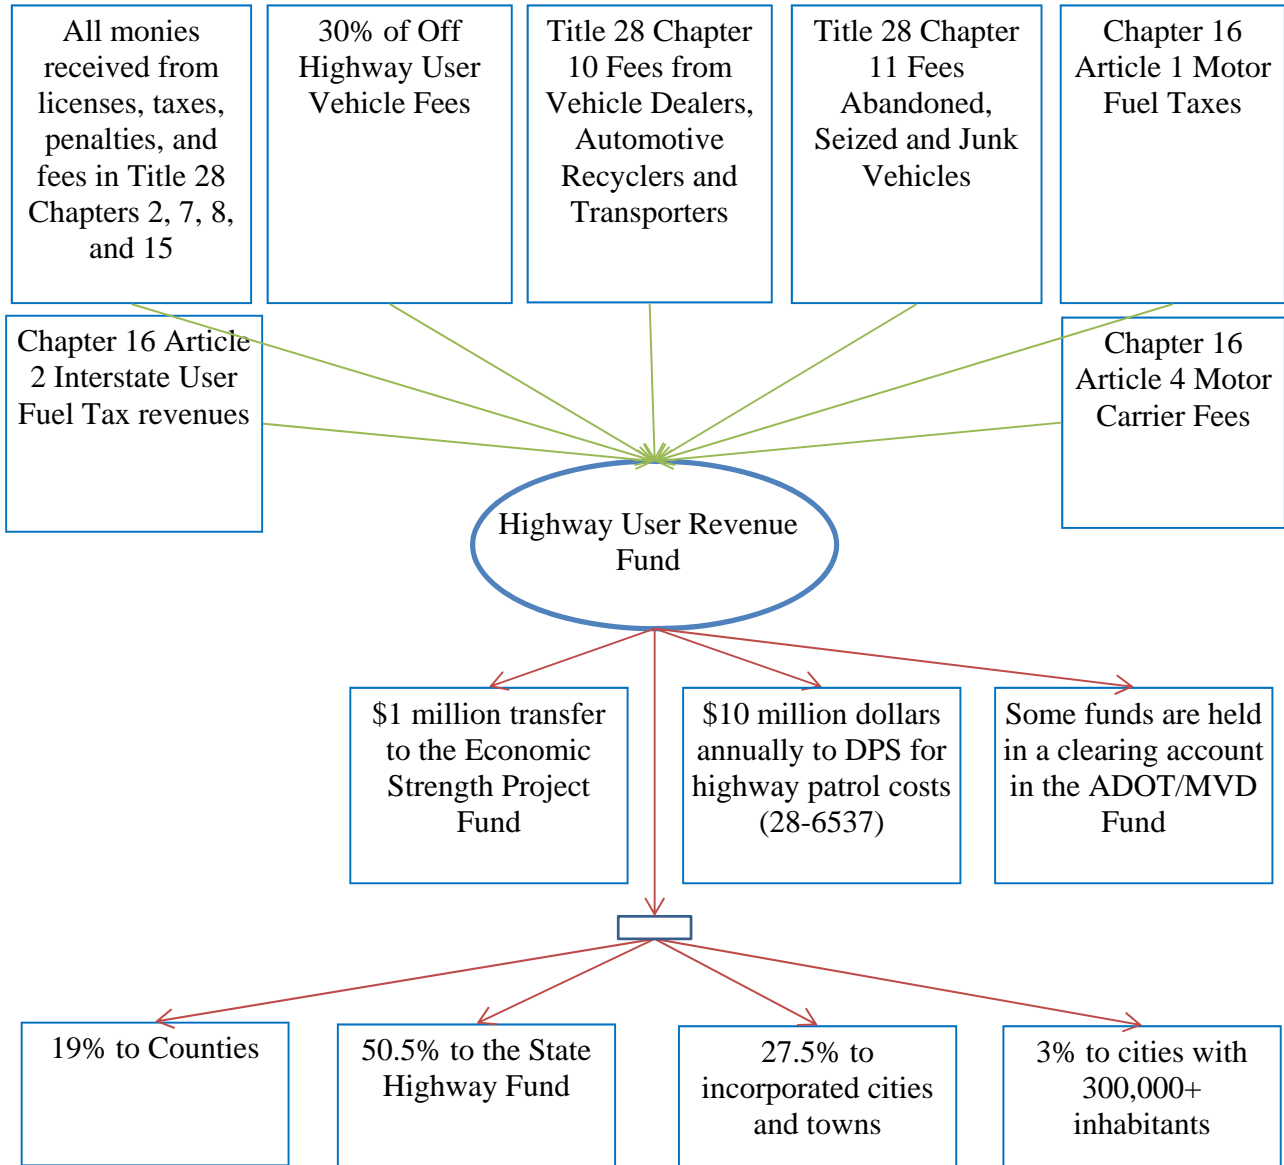 All monies
received from
licenses, taxes,
penalties, and
fees in Title 28
Chapters 2, 7, 8,
and 15
30% of Off
Highway User
Vehicle Fees
Title 28 Chapter
10 Fees from
Vehicle Dealers,
Automotive
Recyclers and
Transporters
Title 28 Chapter
11 Fees
Abandoned,
Seized and Junk
Vehicles
Chapter 16
Article 1 Motor
Fuel Taxes
Chapter 16 Article
2 Interstate User
Fuel Tax revenues
Chapter 16
Article 4 Motor
Carrier Fees
Highway User Revenue
Fund
$1 million transfer
to the Economic
Strength Project
Fund
$10 million dollars
annually to DPS for
highway patrol costs
(28-6537)
Some funds are held
in a clearing account
in the ADOT/MVD
Fund
19% to Counties
50.5% to the State
Highway Fund
27.5% to
incorporated cities
and towns
3% to cities with
300,000+
inhabitants